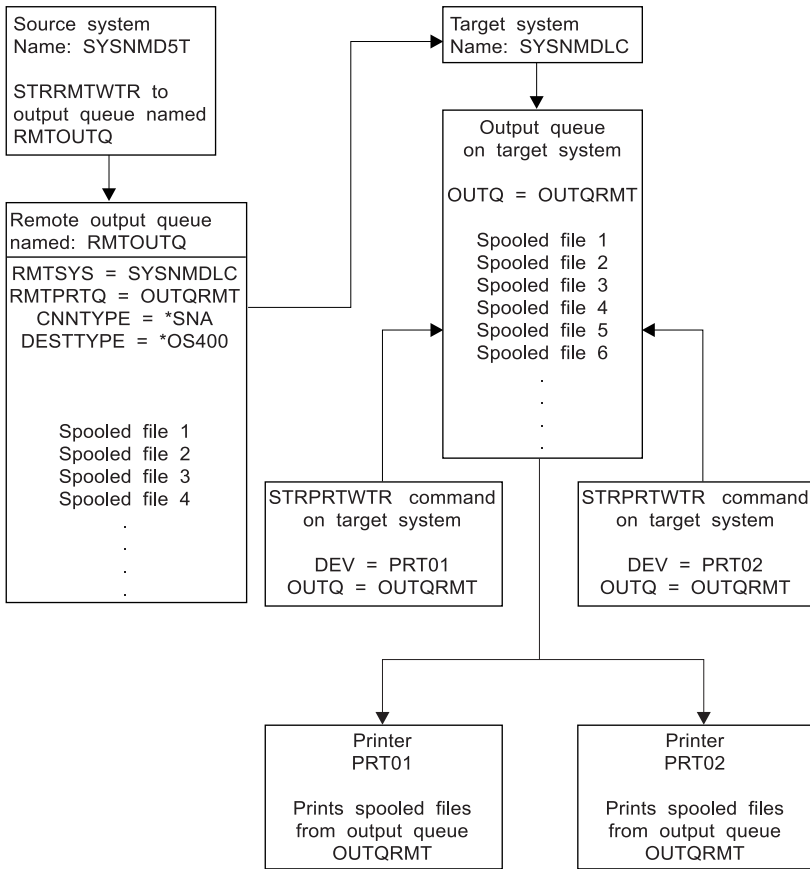 Source system
Name: SYSNMD5T
STRRMTWTR to
output queue named
RMTOUTQ
Target system
Name: SYSNMDLC
Output queue
on target system
OUTQ = OUTQRMT
Spooled file 1
Spooled file 2
Spooled file 3
Spooled file 4
Spooled file 5
Spooled file 6
.
.
.
.
Remote output queue
named: RMTOUTQ
RMTSYS = SYSNMDLC
RMTPRTQ = OUTQRMT
CNNTYPE = *SNA
DESTTYPE = *OS400
Spooled file 1
Spooled file 2
Spooled file 3
Spooled file 4
.
.
.
.
STRPRTWTR command
on target system
DEV = PRT01
OUTQ = OUTQRMT
STRPRTWTR command
on target system
DEV = PRT02
OUTQ = OUTQRMT
Printer
PRT01
Prints spooled files
from output queue
OUTQRMT
Printer
PRT02
Prints spooled files
from output queue
OUTQRMT